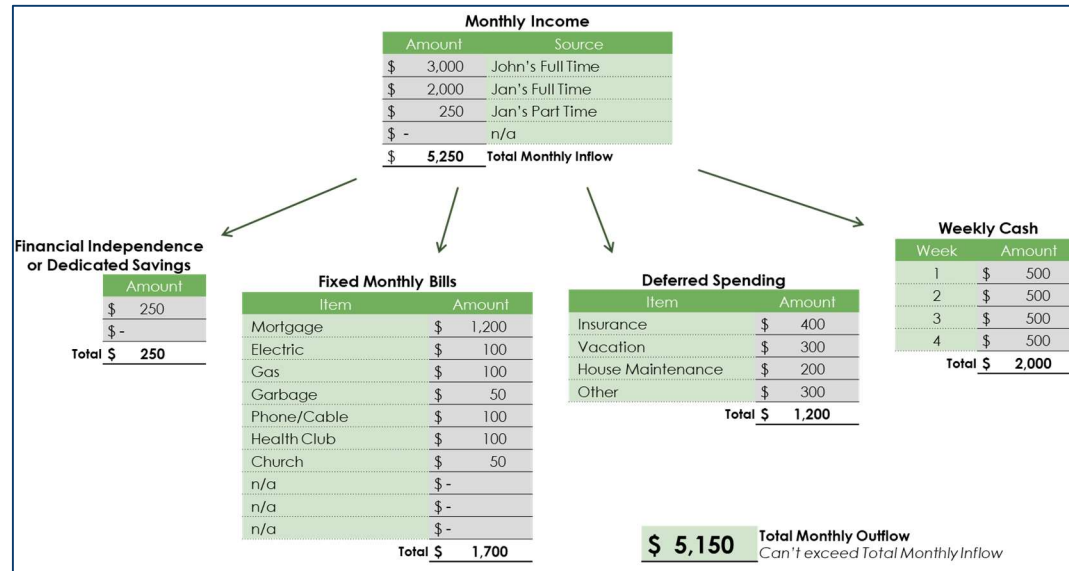 Monthly Income
Amount Source
$ 3,000 John's Full Time
$ 2,000 Jan's Full Time
$ 250 Jan's Part Time
$ - n/a
$ 5,250 Total Monthly Inflow
Financial Independence
or Dedicated Savings
Amount
$ 250
$ -
Total $ 250
Fixed Monthly Bills
Item Amount
Mortgage $ 1,200
Electric $ 100
Gas $ 100
Garbage $ 50
Phone/Cable $ 100
Health Club $ 100
Church $ 50
n/a $ -
n/a $ -
n/a $ -
Total $ 1,700
Deferred Spending
Item Amount
Insurance $ 400
Vacation $ 300
House Maintenance $ 200
Other $ 300
Total $ 1,200
Weekly Cash
Week Amount
1 $ 500
2 $ 500
3 $ 500
4 $ 500
Total $ 2,000
$ 5,150 Total Monthly Outflow
Can't exceed Total Monthly Inflow